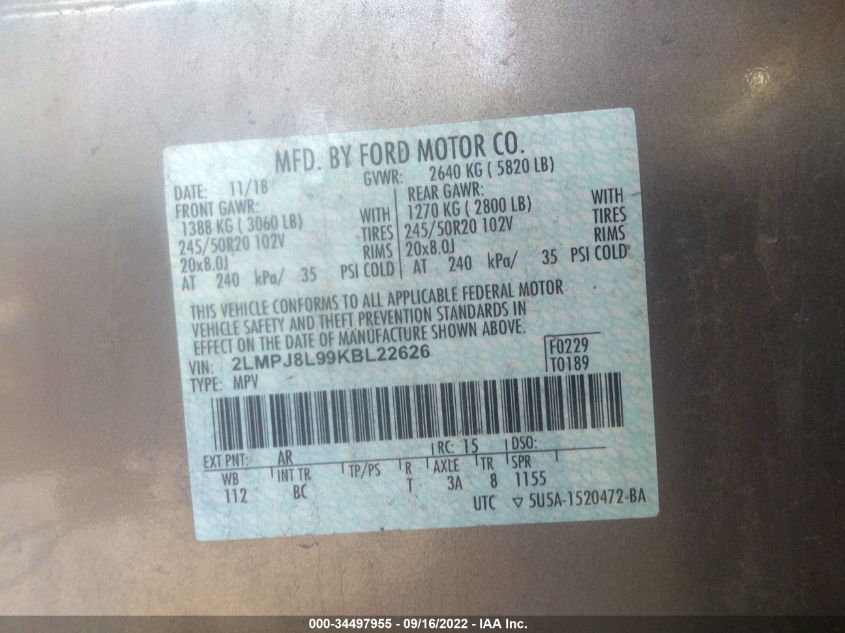 MFD. BY FORD MOTOR CO.
DATE: 11/18 GVWR: 2640 KG ( 5820 LB)
FRONT GAWR: REAR GAWR:
1388 KG ( 3060 LB) WITH 1270 KG ( 2800 LB) WITH
245/50R20 102V TIRES 245/50R20 102V TIRES
20x8.0J RIMS 20x8.0J RIMS
AT 240 kPa/ 35 PSI COLD AT 240 kPa/ 35 PSI COLD
THIS VEHICLE CONFORMS TO ALL APPLICABLE FEDERAL MOTOR
VEHICLE SAFETY AND THEFT PREVENTION STANDARDS IN
EFFECT ON THE DATE OF MANUFACTURE SHOWN ABOVE.
VIN: 2LMPJ8L99KBL22626 F0229
TYPE: MPV T0189
EXT PNT: AR RC: 15 DSO:
WB INT TR TP/PS R AXLE TR SPR
112 BC T 3A 8 1155
UTC ▽ 5U5A-1520472-BA
000-34497955 - 09/16/2022 - IAA Inc.